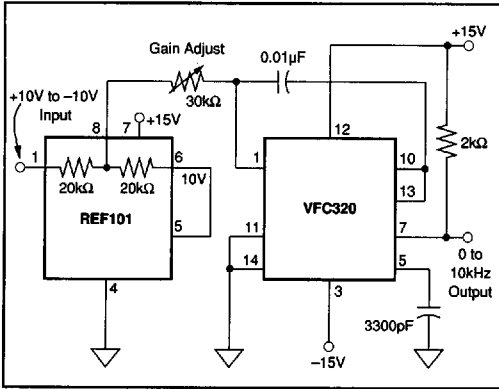 +15V
Gain Adjust
0.01µF
30kΩ
+10V to –10V
Input
+15V
8
7
12
2kΩ
1
20kΩ
20kΩ
6
10V
1
10
13
REF101
VFC320
5
11
14
7
5
0 to
10kHz
Output
4
3
3300pF
–15V